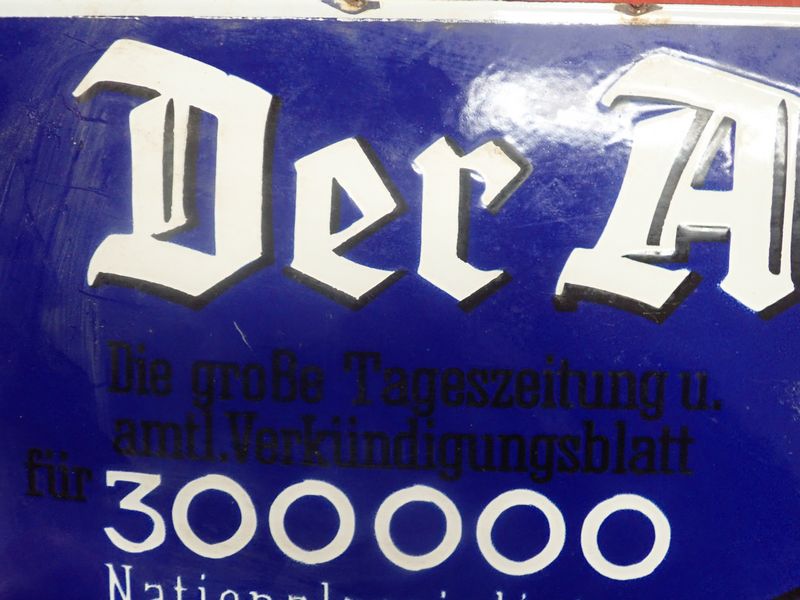 Der A
Die große Tageszeitung u.
amtl. Verkündigungsblatt
für 300000